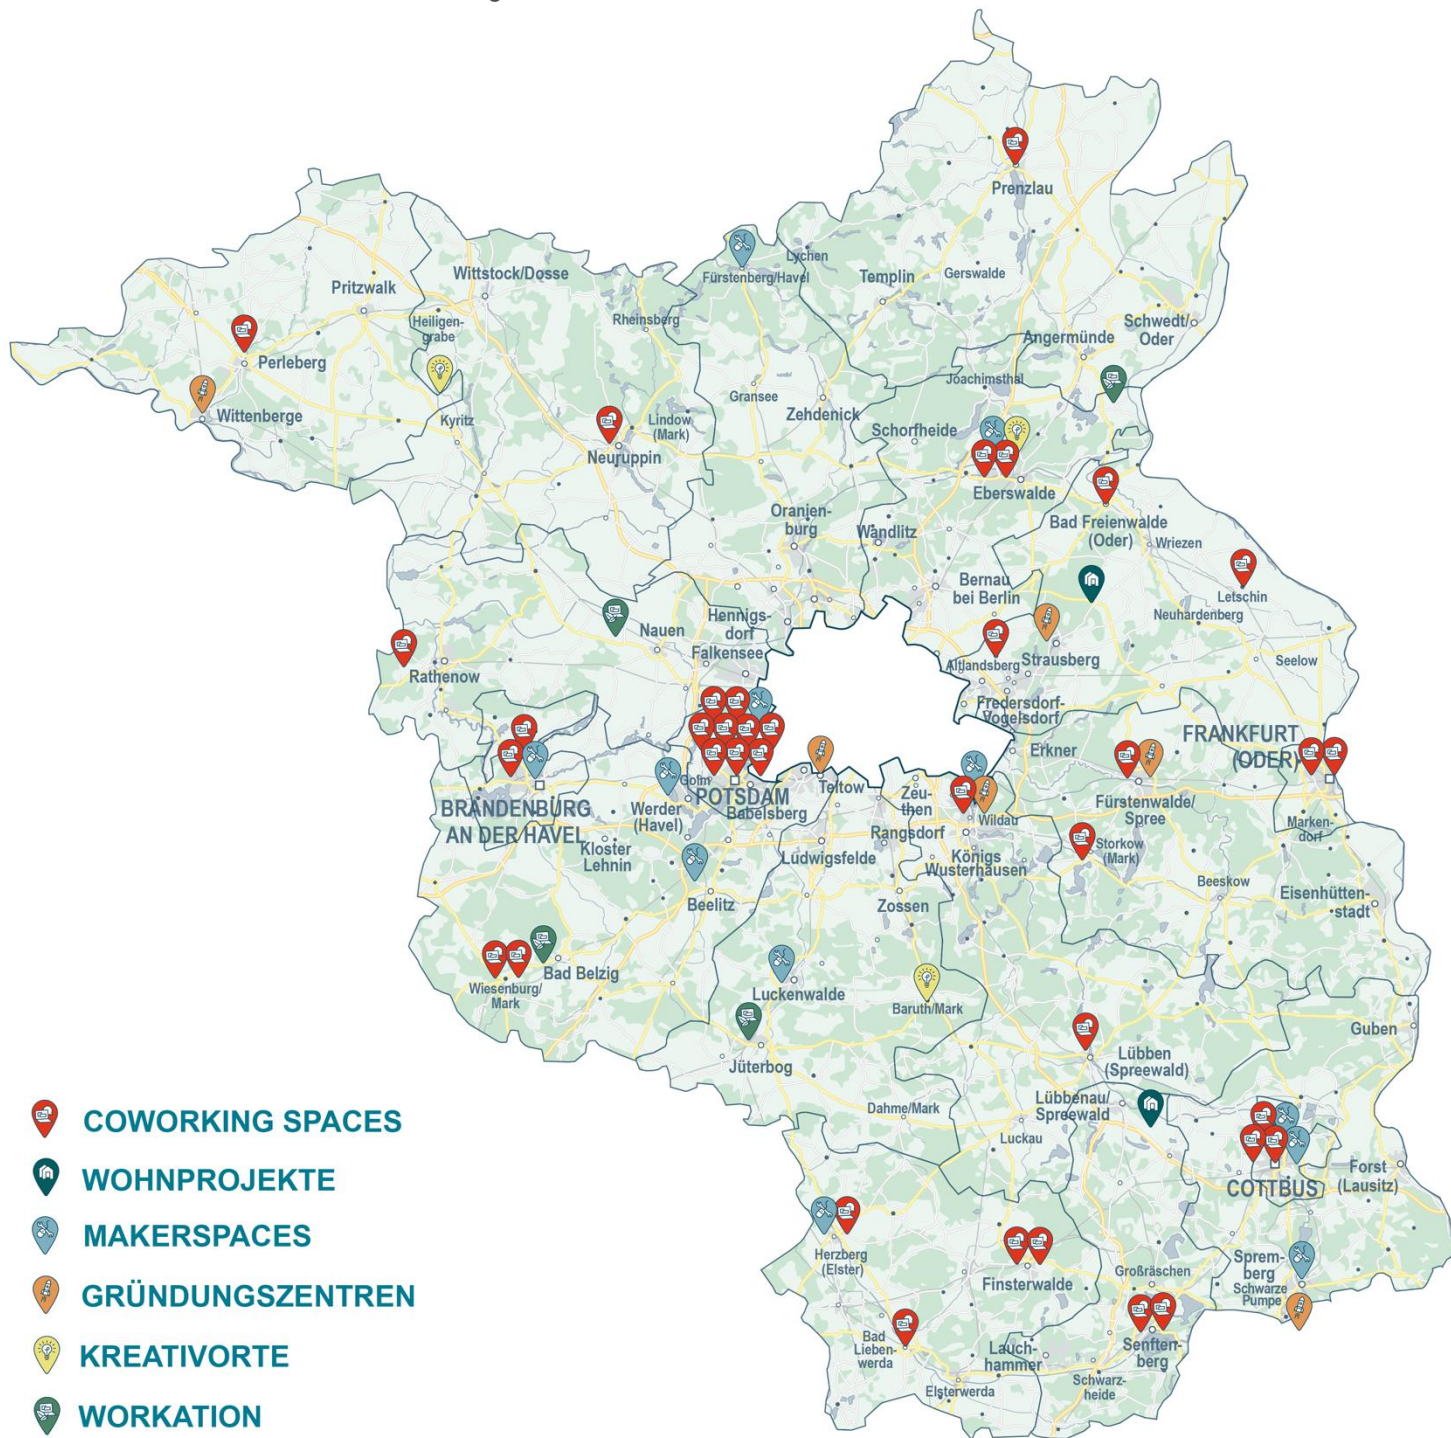 Prenzlau
Lychen
Fürstenberg/Havel
Templin
Gerswalde
Wittstock/Dosse
Pritzwalk
Heiligen-
grabe
Rheinsberg
Schwedt/
Oder
Angermünde
Perleberg
Joachimsthal
Gransee
Zehdenick
Wittenberge
Kyritz
Lindow
(Mark)
Neuruppin
Schorfheide
Eberswalde
Oranien-
burg
Wandlitz
Bad Freienwalde
(Oder)
Wriezen
Bernau
bei Berlin
Letschin
Neuhardenberg
Hennigs-
dorf
Nauen
Falkensee
Altlandsberg
Strausberg
Seelow
Rathenow
Fredersdorf-
Vogelsdorf
Erkner
FRANKFURT
(ODER)
Golm
POTSDAM
Babelsberg
Teltow
Zeu-
then
Wildau
Fürstenwalde/
Spree
BRANDENBURG
AN DER HAVEL
Werder
(Havel)
Rangsdorf
Marken-
dorf
Kloster
Lehnin
Ludwigsfelde
Königs
Wusterhausen
Storkow
(Mark)
Beeskow
Eisenhütten-
stadt
Beelitz
Zossen
Bad Belzig
Wiesenburg/
Mark
Luckenwalde
Baruth/Mark
Guben
Jüterbog
Lübben
(Spreewald)
Lübbenau/
Spreewald
Dahme/Mark
Luckau
Forst
(Lausitz)
COTTBUS
Herzberg
(Elster)
Finsterwalde
Großräschen
Sprem-
berg
Schwarze
Pumpe
Bad
Lieben-
werda
Lauch-
hammer
Senften-
berg
Schwarz-
heide
Elsterwerda
COWORKING SPACES
WOHNPROJEKTE
MAKERSPACES
GRÜNDUNGSZENTREN
KREATIVORTE
WORKATION